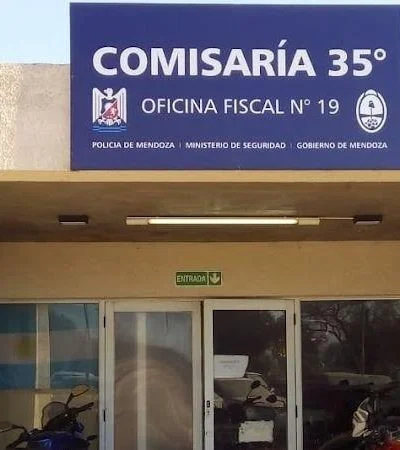 COMISARÍA 35°
OFICINA FISCAL N° 19
POLICIA DE MENDOZA | MINISTERIO DE SEGURIDAD | GOBIERNO DE MENDOZA
ENTRADA